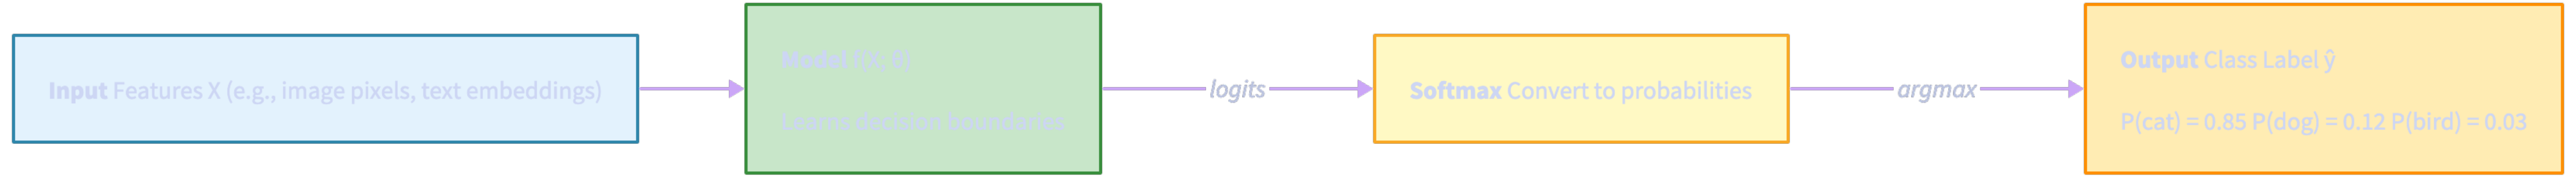 Input Features X (e.g., image pixels, text embeddings)
Model f(X; θ)
Learns decision boundaries
logits
Softmax Convert to probabilities
argmax
Output Class Label ŷ
P(cat) = 0.85 P(dog) = 0.12 P(bird) = 0.03